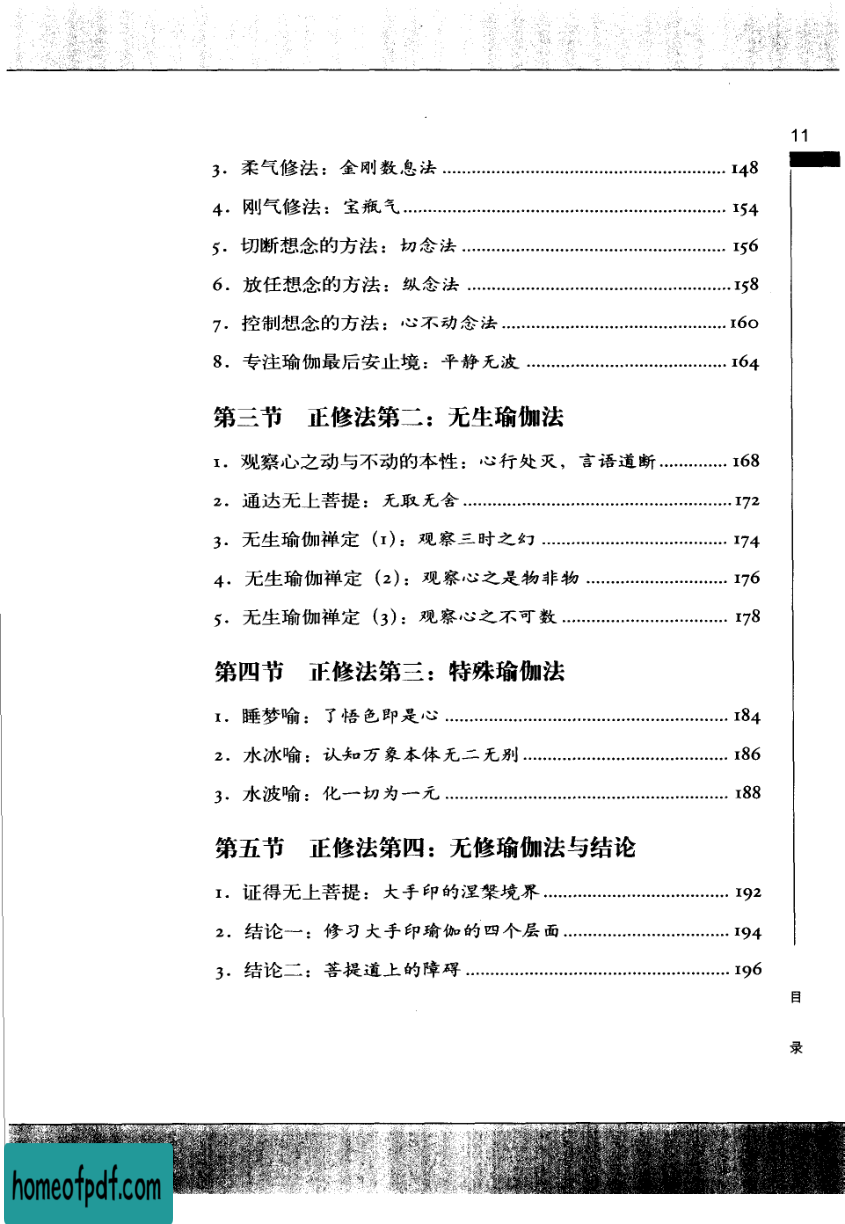 11
3. 柔气修法：金刚数息法 ........................ 148
4. 刚气修法：宝瓶气 ........................ 154
5. 切断想念的方法：切念法 ........................ 156
6. 放任想念的方法：纵念法 ........................ 158
7. 控制想念的方法：心不动念法 ........................ 160
8. 专注瑜伽最后安止境：平静无波 ........................ 164
第三节 正修法第二：无生瑜伽法
1. 观察心之动与不动的本性：心行处灭，言语道断 ........................ 168
2. 通达无上菩提：无取无舍 ........................ 172
3. 无生瑜伽禅定（1）：观察三时之幻 ........................ 174
4. 无生瑜伽禅定（2）：观察心之是物非物 ........................ 176
5. 无生瑜伽禅定（3）：观察心之不可数 ........................ 178
第四节 正修法第三：特殊瑜伽法
1. 睡梦喻：了悟色即是心 ........................ 184
2. 水冰喻：认知万象本体无二无别 ........................ 186
3. 水波喻：化一切为一元 ........................ 188
第五节 正修法第四：无修瑜伽法与结论
1. 证得无上菩提：大手印的涅槃境界 ........................ 192
2. 结论一：修习大手印瑜伽的四个层面 ........................ 194
3. 结论二：菩提道上的障碍 ........................ 196
目
录
homeofpdf.com